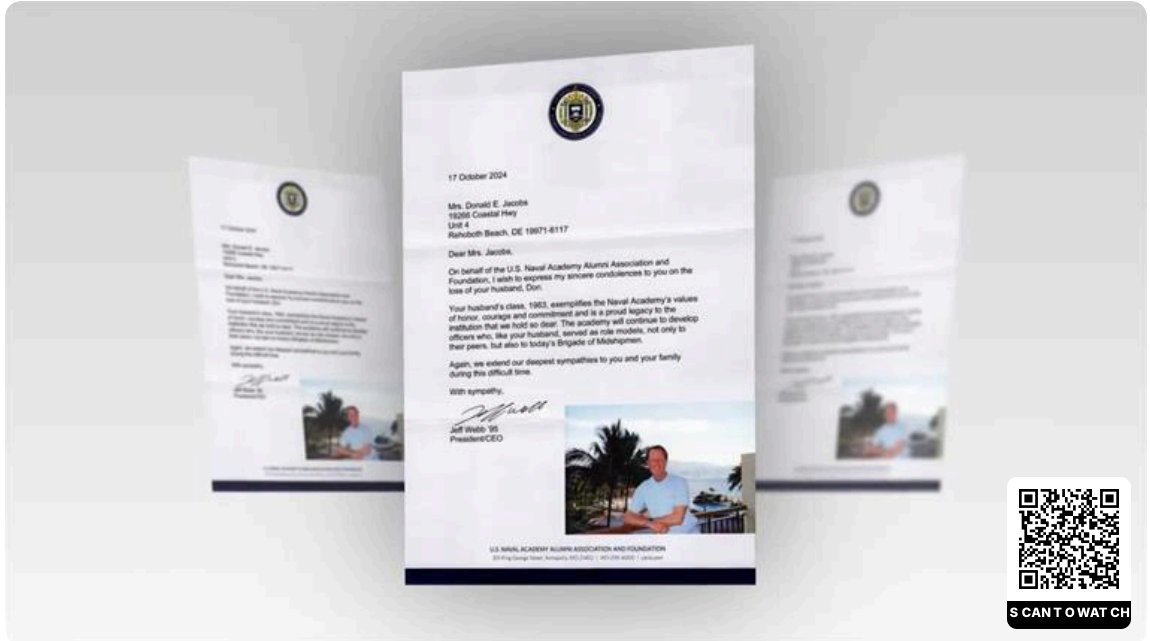 17 October 2024
Mrs. Donald E. Jacobs
19266 Coastal Hwy
Unit 4
Rehoboth Beach, DE 19971-6117
Dear Mrs. Jacobs,
On behalf of the U.S. Naval Academy Alumni Association and
Foundation, I wish to express my sincere condolences to you on the
loss of your husband, Don.
Your husband's class, 1963, exemplifies the Naval Academy's values
of honor, courage and commitment and is a proud legacy to the
institution that we hold so dear. The academy will continue to develop
officers who, like your husband, served as role models, not only to
their peers, but also to today's Brigade of Midshipmen.
Again, we extend our deepest sympathies to you and your family
during this difficult time.
With sympathy,
Jeff Webb '95
President/CEO
U.S. NAVAL ACADEMY ALUMNI ASSOCIATION AND FOUNDATION
SCAN TO WATCH